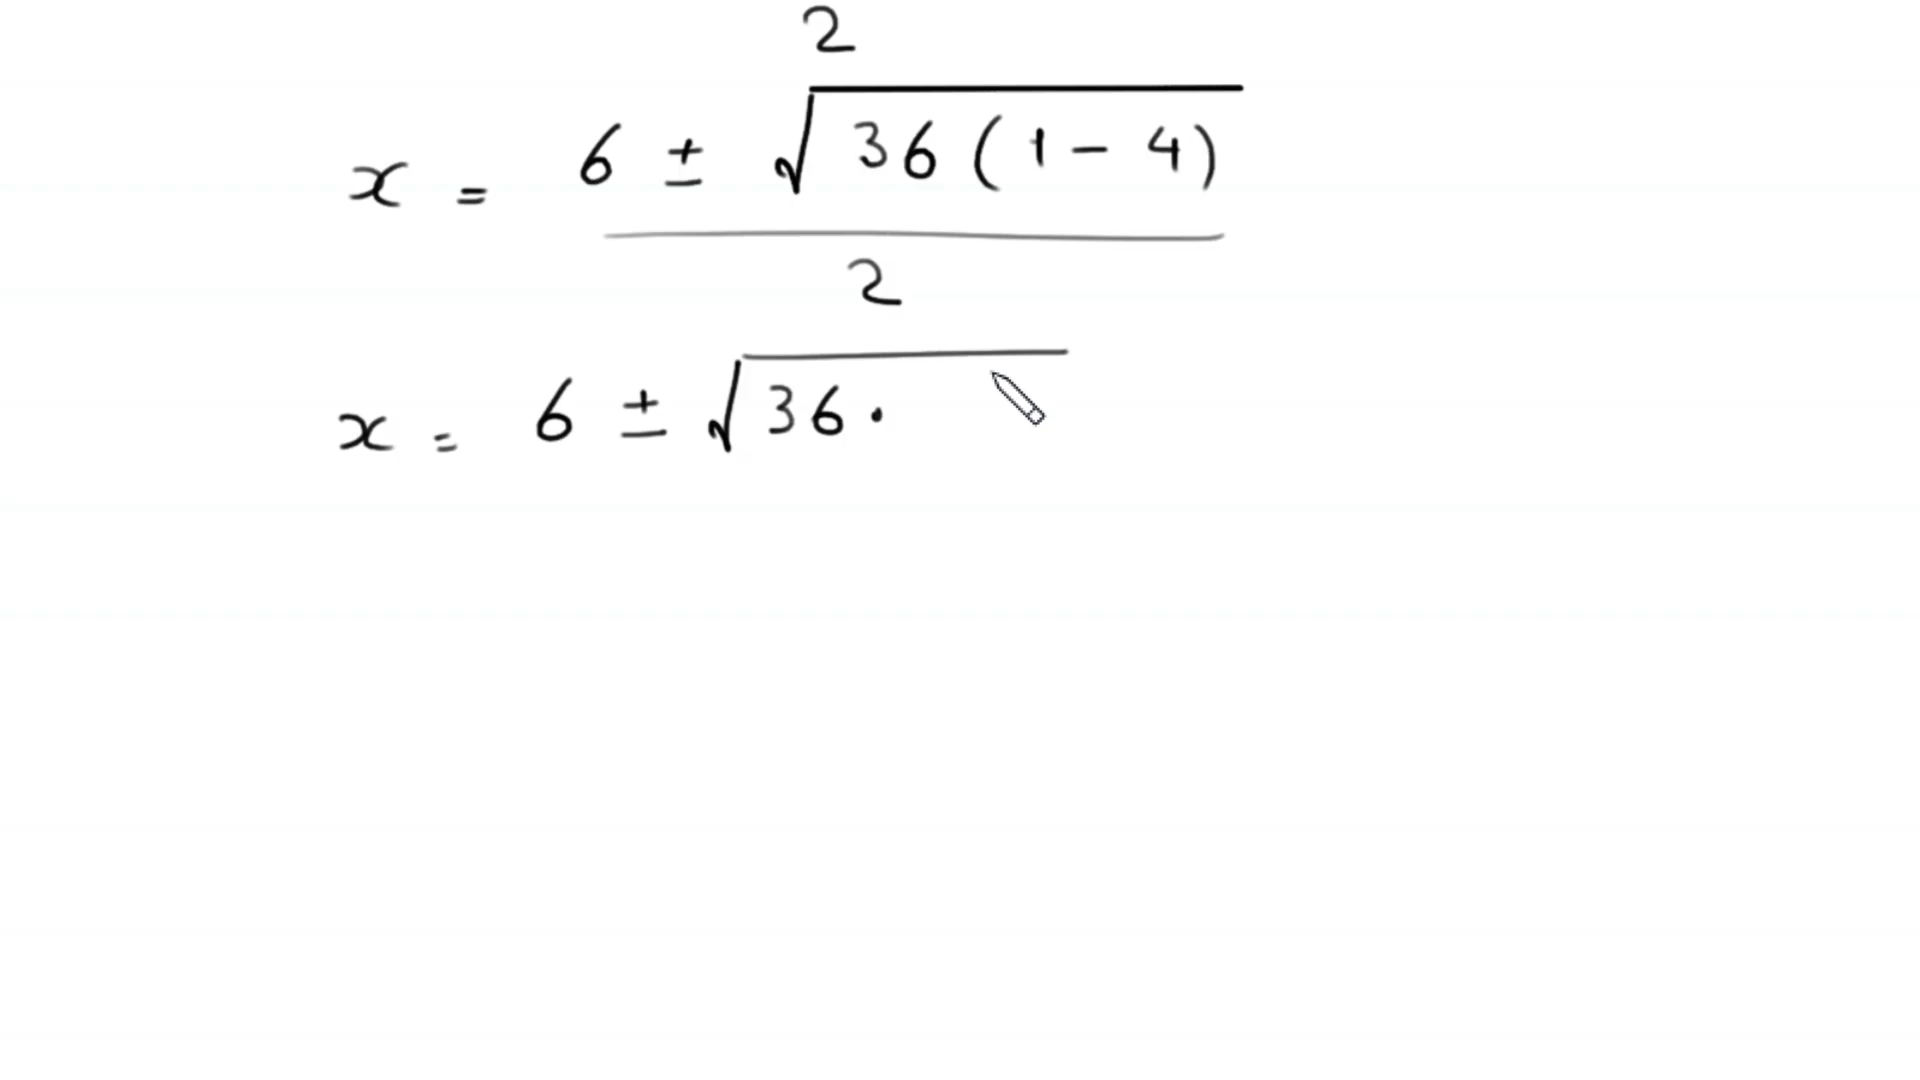 2
x = 6 ± √36(1 - 4)
2
x = 6 ± √36 ·